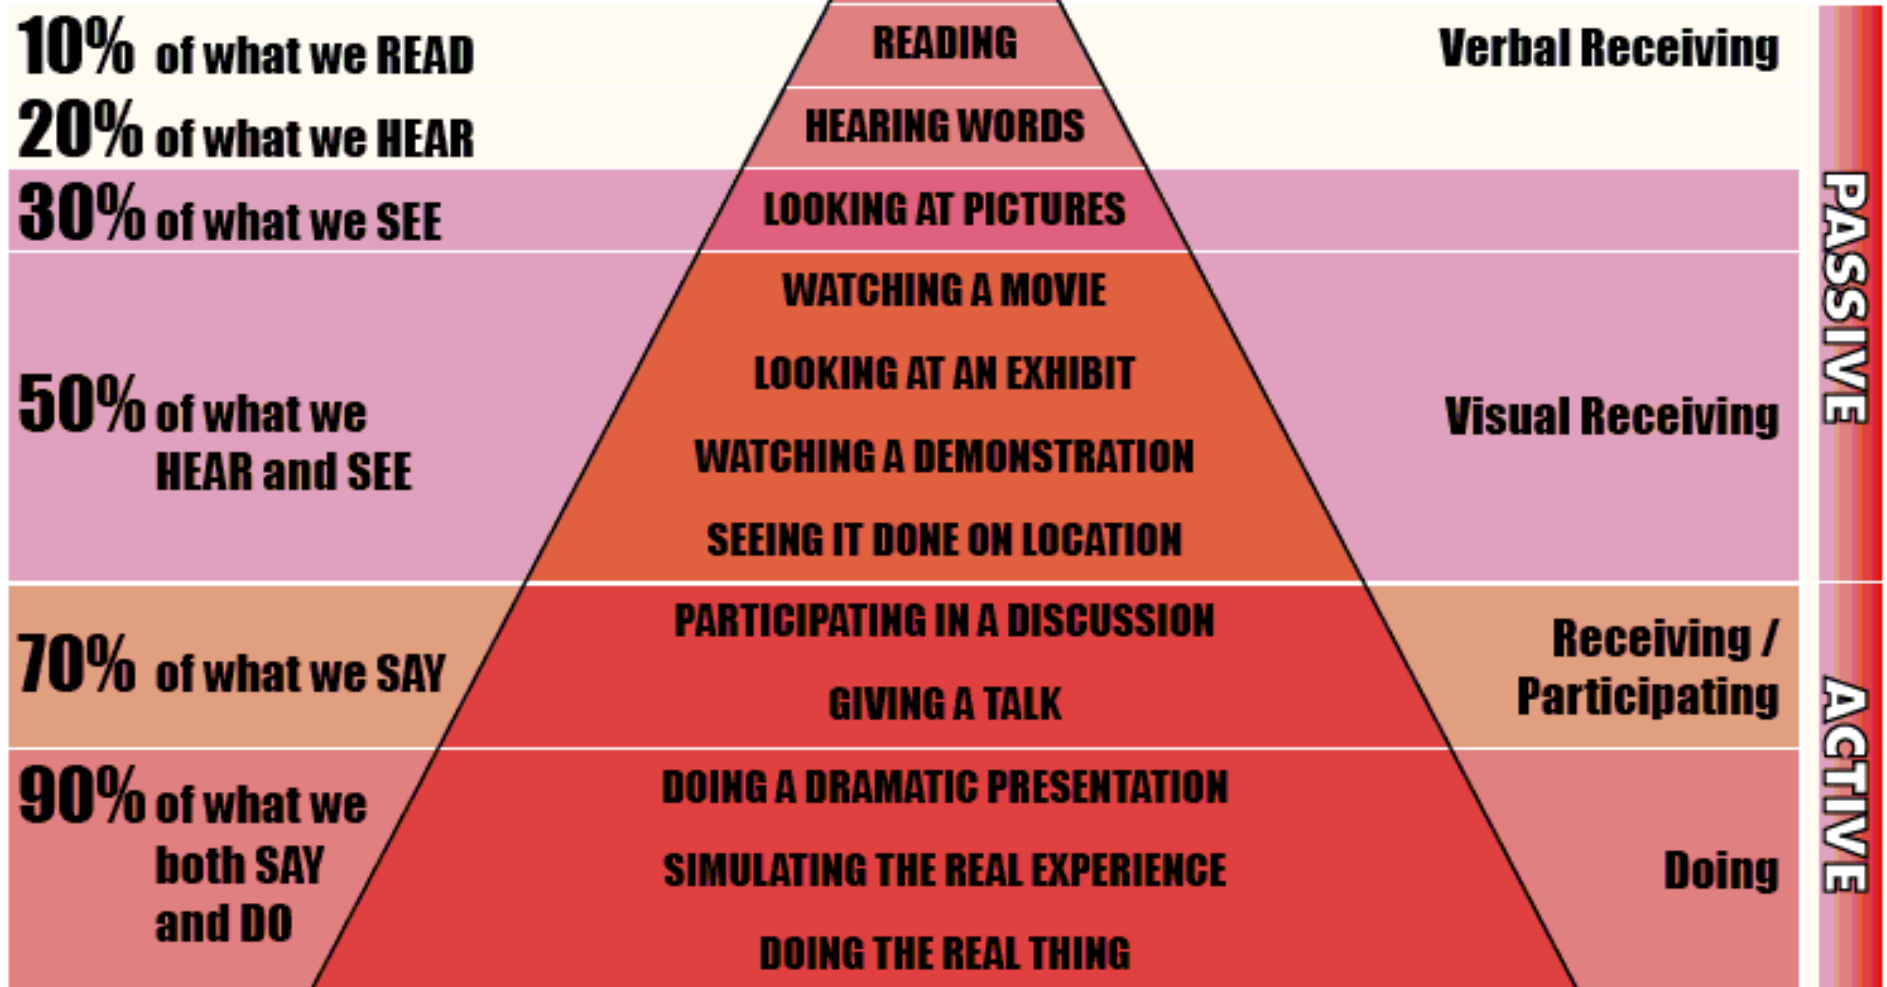 10% of what we READ
READING
Verbal Receiving
20% of what we HEAR
HEARING WORDS
30% of what we SEE
LOOKING AT PICTURES
50% of what we
HEAR and SEE
WATCHING A MOVIE
LOOKING AT AN EXHIBIT
WATCHING A DEMONSTRATION
SEEING IT DONE ON LOCATION
Visual Receiving
PASSIVE
70% of what we SAY
PARTICIPATING IN A DISCUSSION
GIVING A TALK
Receiving /
Participating
90% of what we
both SAY
and DO
DOING A DRAMATIC PRESENTATION
SIMULATING THE REAL EXPERIENCE
DOING THE REAL THING
Doing
ACTIVE